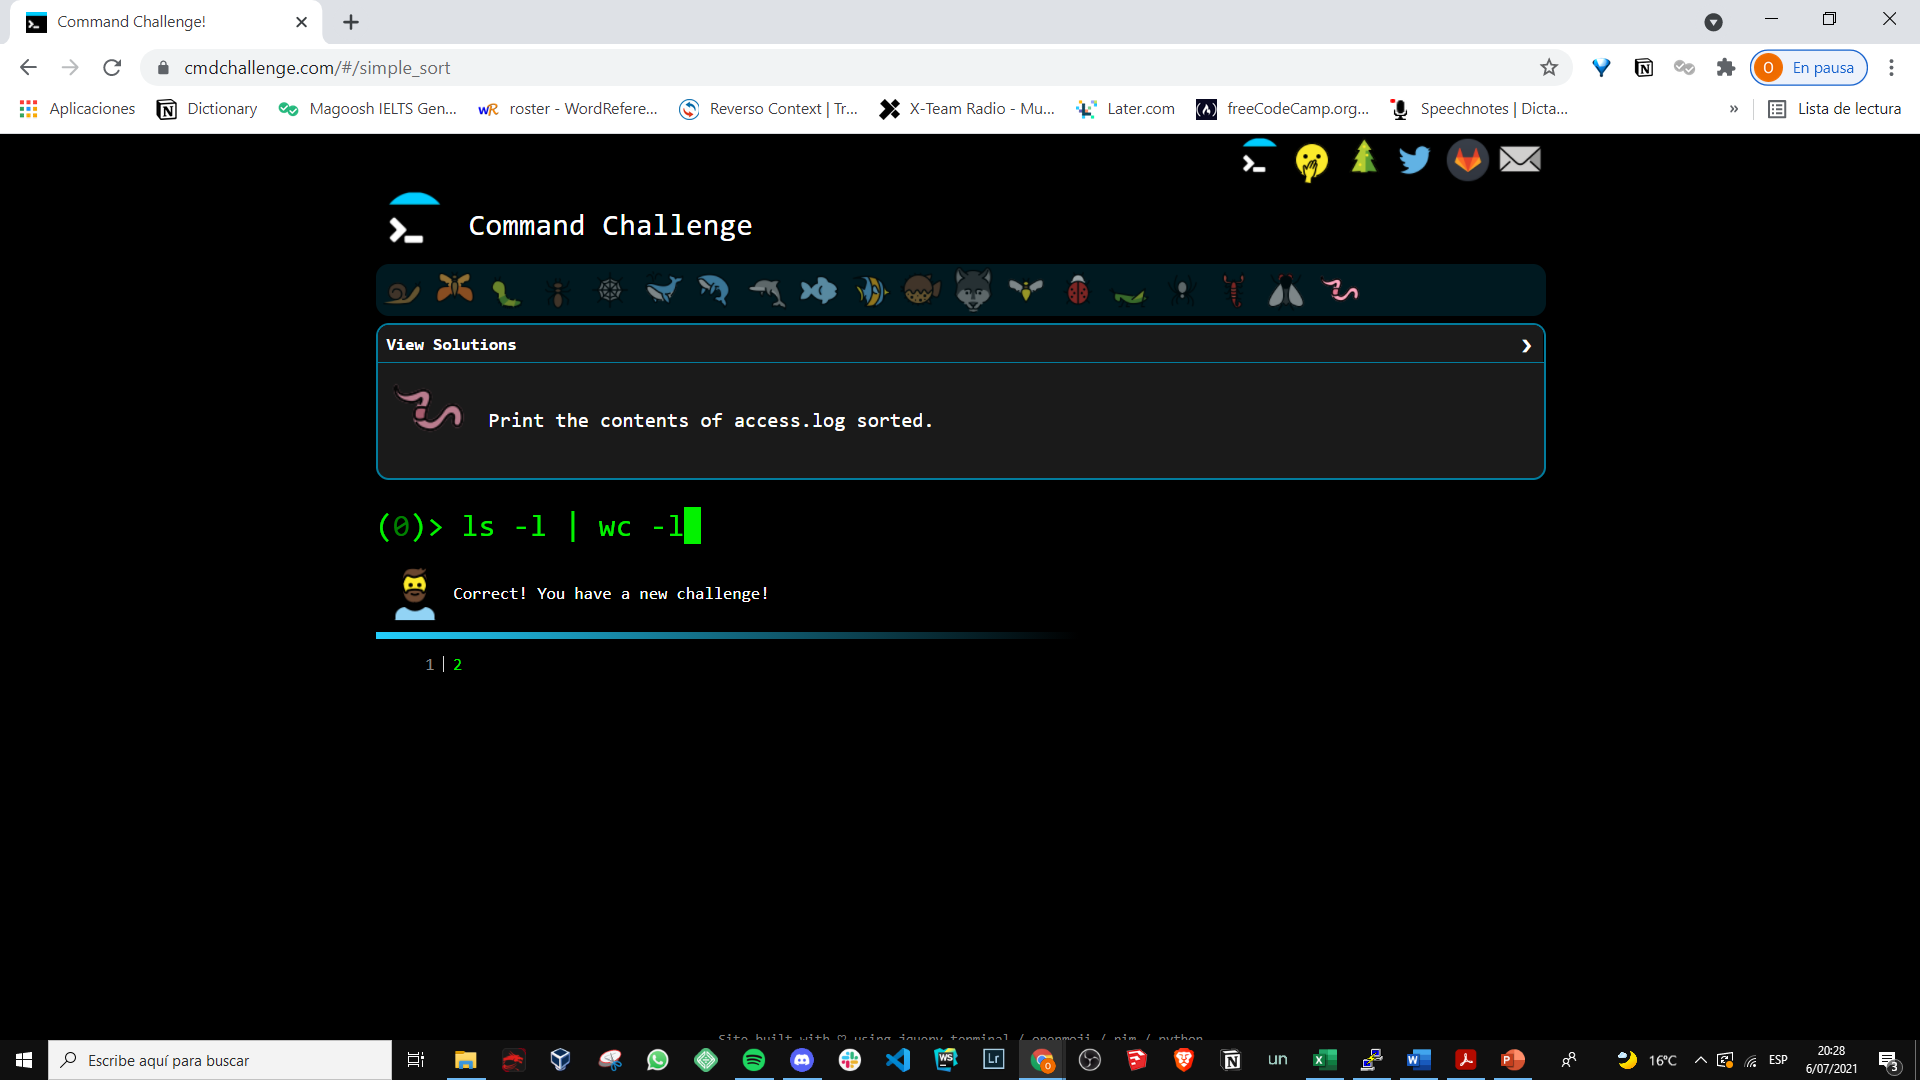 Command Challenge!
cmdchallenge.com/#/simple_sort
En pausa
O
Aplicaciones
Dictionary
Magoosh IELTS Gen...
roster - WordRefere...
Reverso Context | Tr...
X-Team Radio - Mu...
Later.com
freeCodeCamp.org...
Speechnotes | Dicta...
»
Lista de lectura
Command Challenge
View Solutions
Print the contents of access.log sorted.
(0)> ls -l | wc -l
Correct! You have a new challenge!
1| 2
Site built with ♡ using jquery.terminal / openmoji / nim / python
Escribe aquí para buscar
WS
Lr
un
16°C
ESP
20:28
6/07/2021
3